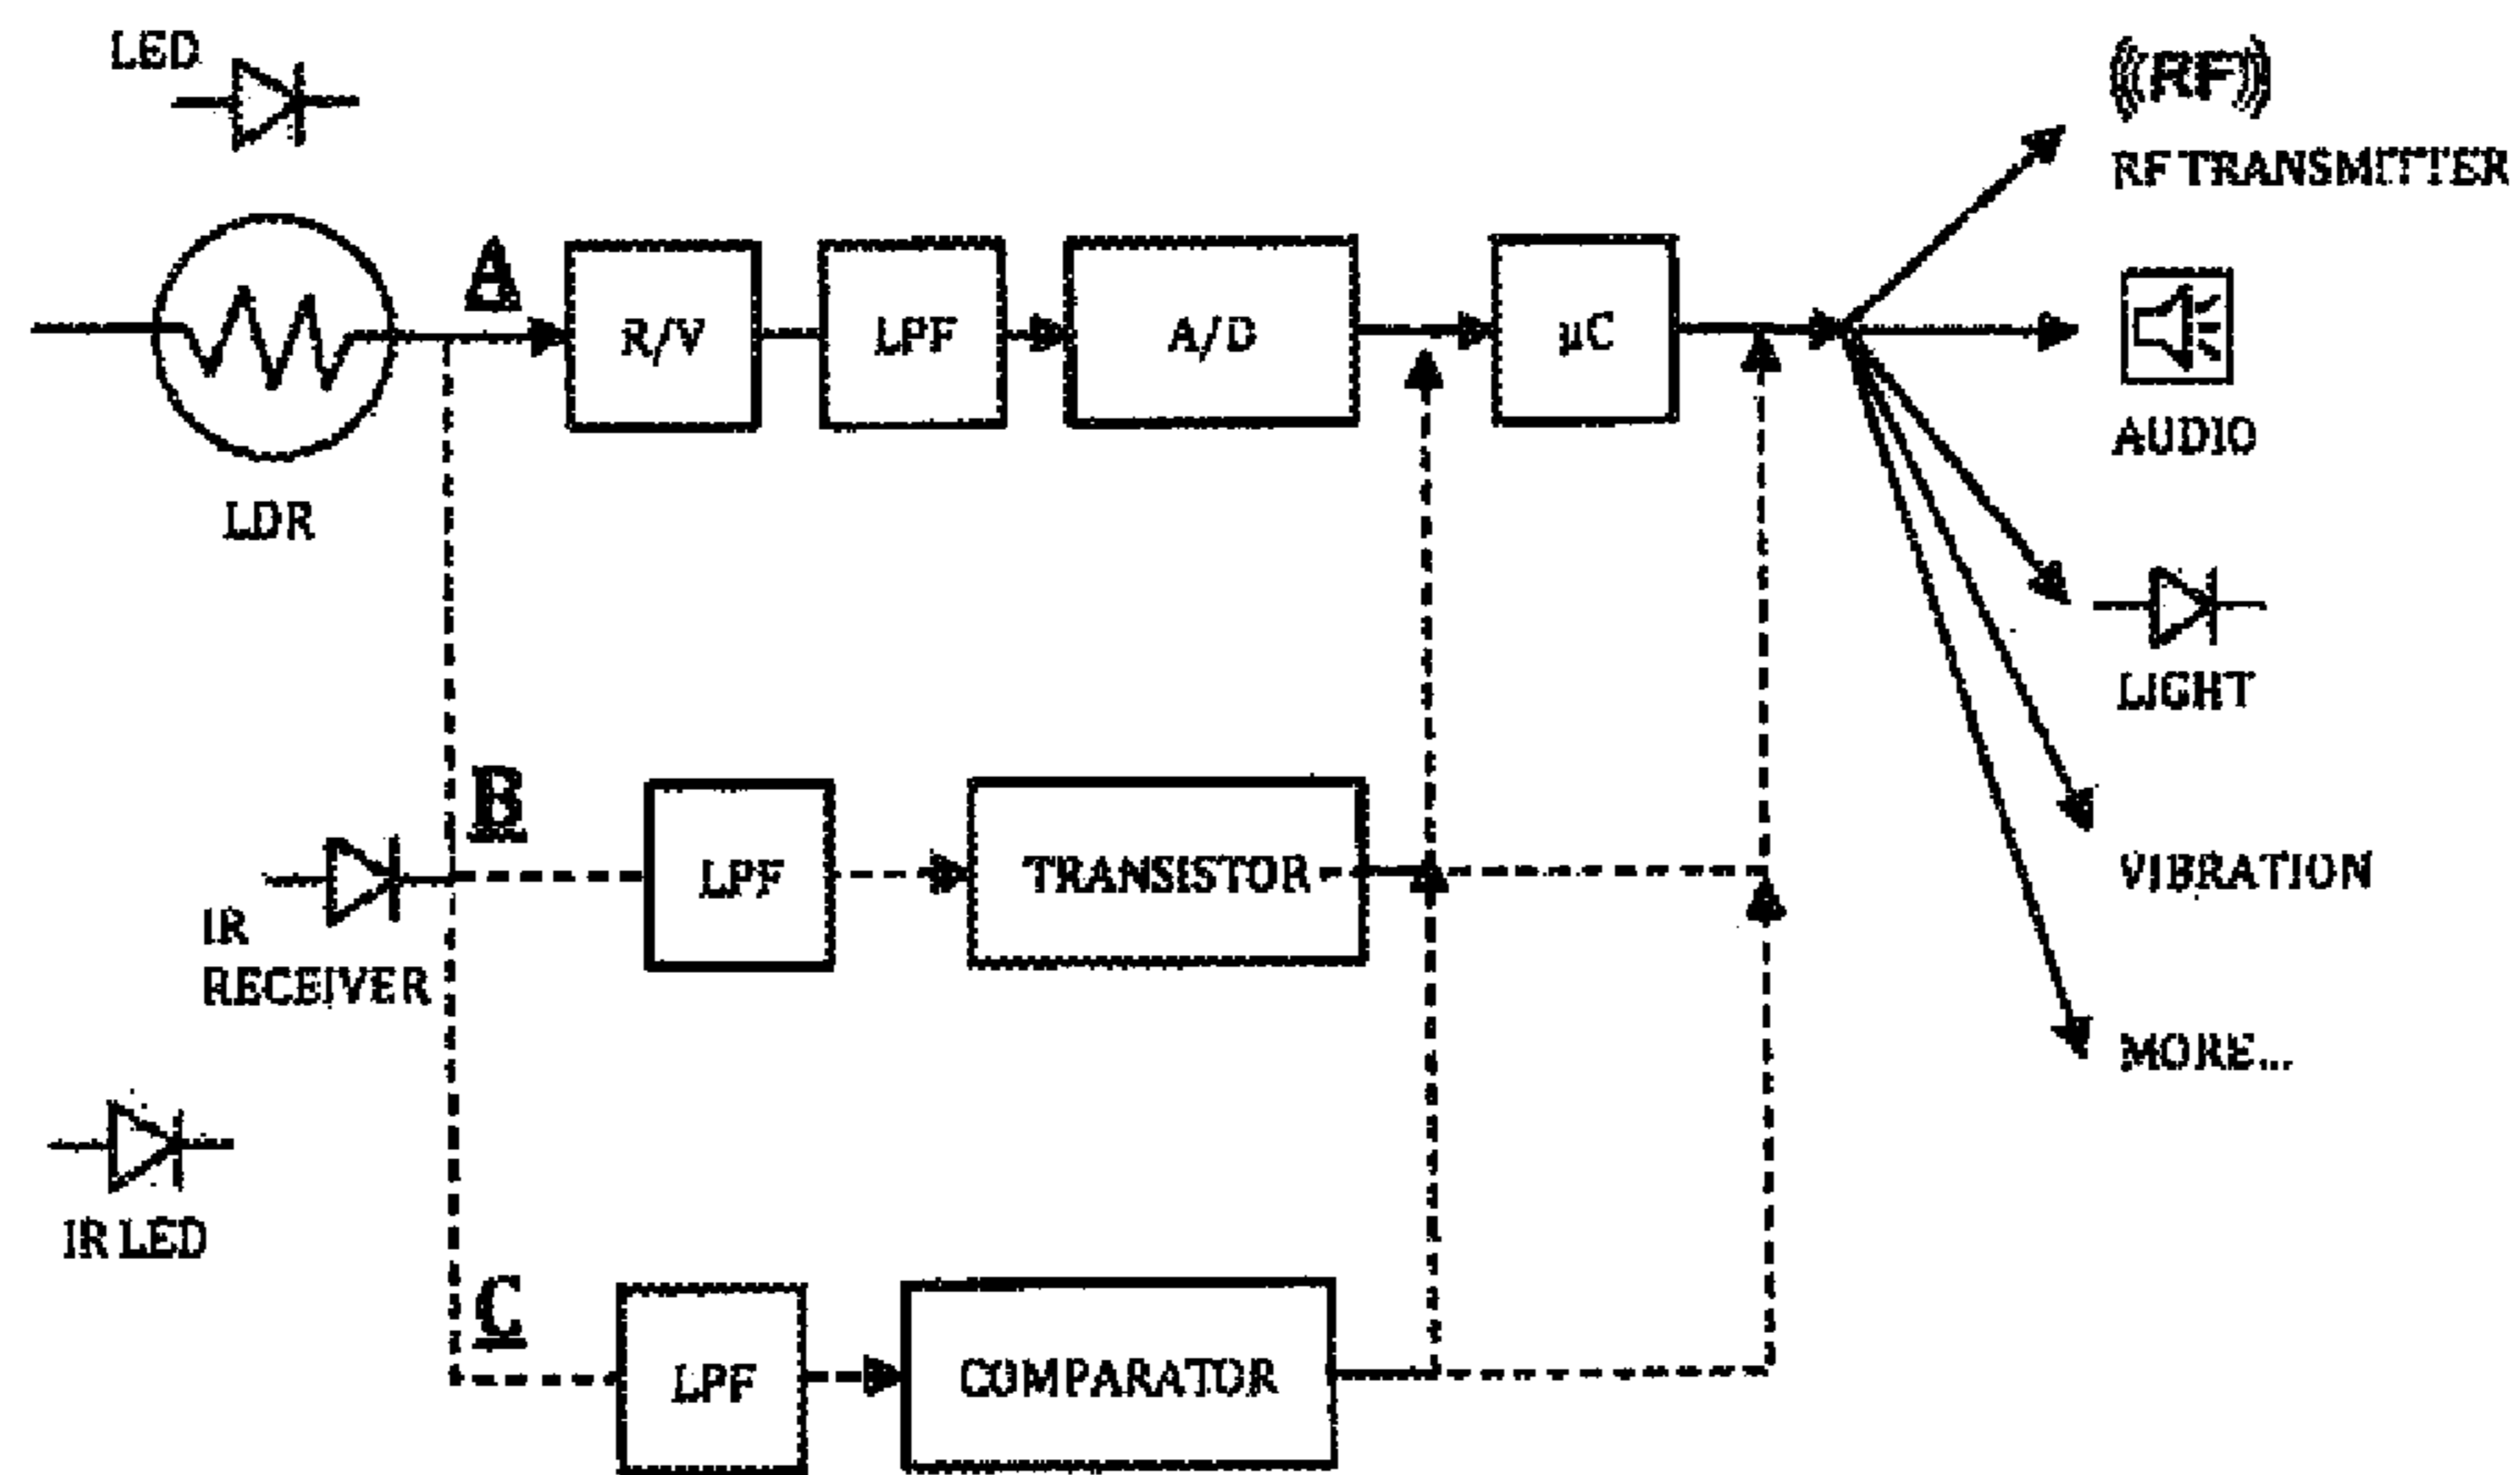 LED
((RF))
RF TRANSMITTER
A
R/V
LPF
A/D
µC
AUDIO
LDR
LIGHT
B
LPF
TRANSISTOR
VIBRATION
IR
RECEIVER
MORE...
IR LED
C
LPF
COMPARATOR